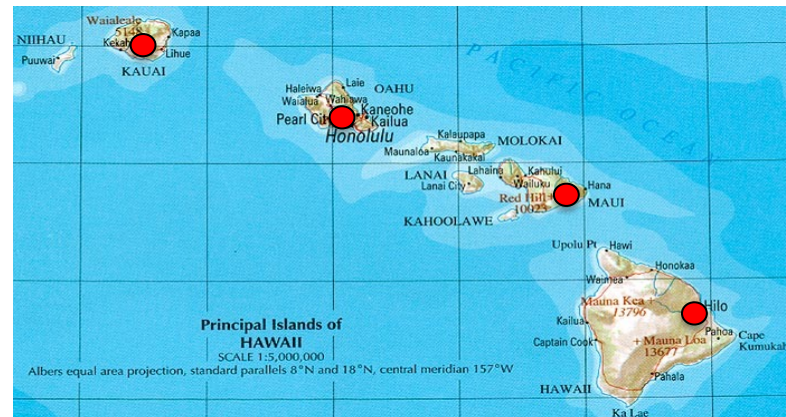 Waialeale
5148
Kapaa
NIIHAU
Kekaha
Lihue
Puuwai
KAUAI
PACIFIC OCEAN
Laie
Haleiwa
OAHU
Waialua
Wahiawa
Kaneohe
Pearl City
Kailua
Honolulu
Kalaupapa
MOLOKAI
Maunaloa
Kaunakakai
LANAI
Lahaina
Kahului
Lanai City
Wailuku
Hana
Red Hill
10023
MAUI
KAHOOLAWE
Upolu Pt
Hawi
Honokaa
Waimea
Mauna Kea +
13796
Hilo
Kailua
Pahoa
Cape
Kumukahi
Captain Cook
+ Mauna Loa
13677
Pahala
HAWAII
Ka Lae
Principal Islands of
HAWAII
SCALE 1:5,000,000
Albers equal area projection, standard parallels 8°N and 18°N, central meridian 157°W